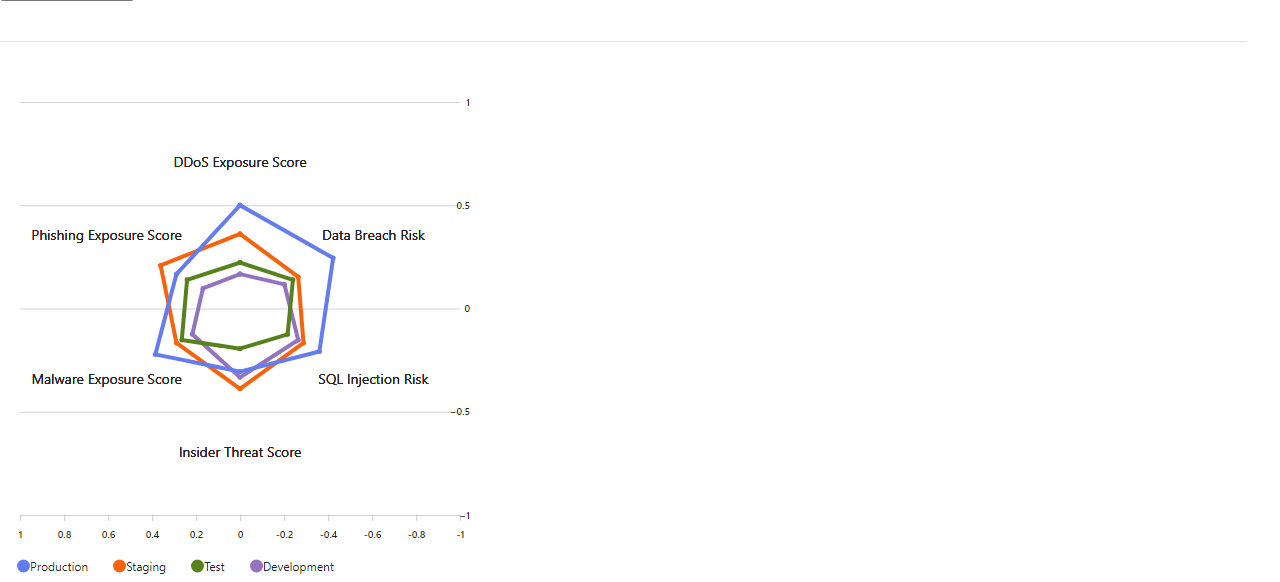 1
DDoS Exposure Score
0.5
Phishing Exposure Score
Data Breach Risk
0
Malware Exposure Score
SQL Injection Risk
−0.5
Insider Threat Score
−1
1 0.8 0.6 0.4 0.2 0 -0.2 -0.4 -0.6 -0.8 -1
Production Staging Test Development